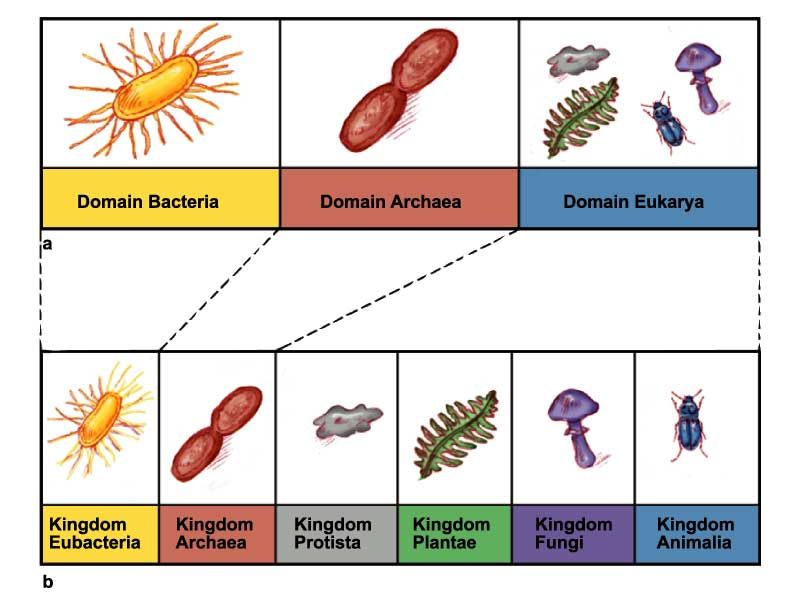 Domain Bacteria
Domain Archaea
Domain Eukarya
a
Kingdom
Eubacteria
Kingdom
Archaea
Kingdom
Protista
Kingdom
Plantae
Kingdom
Fungi
Kingdom
Animalia
b